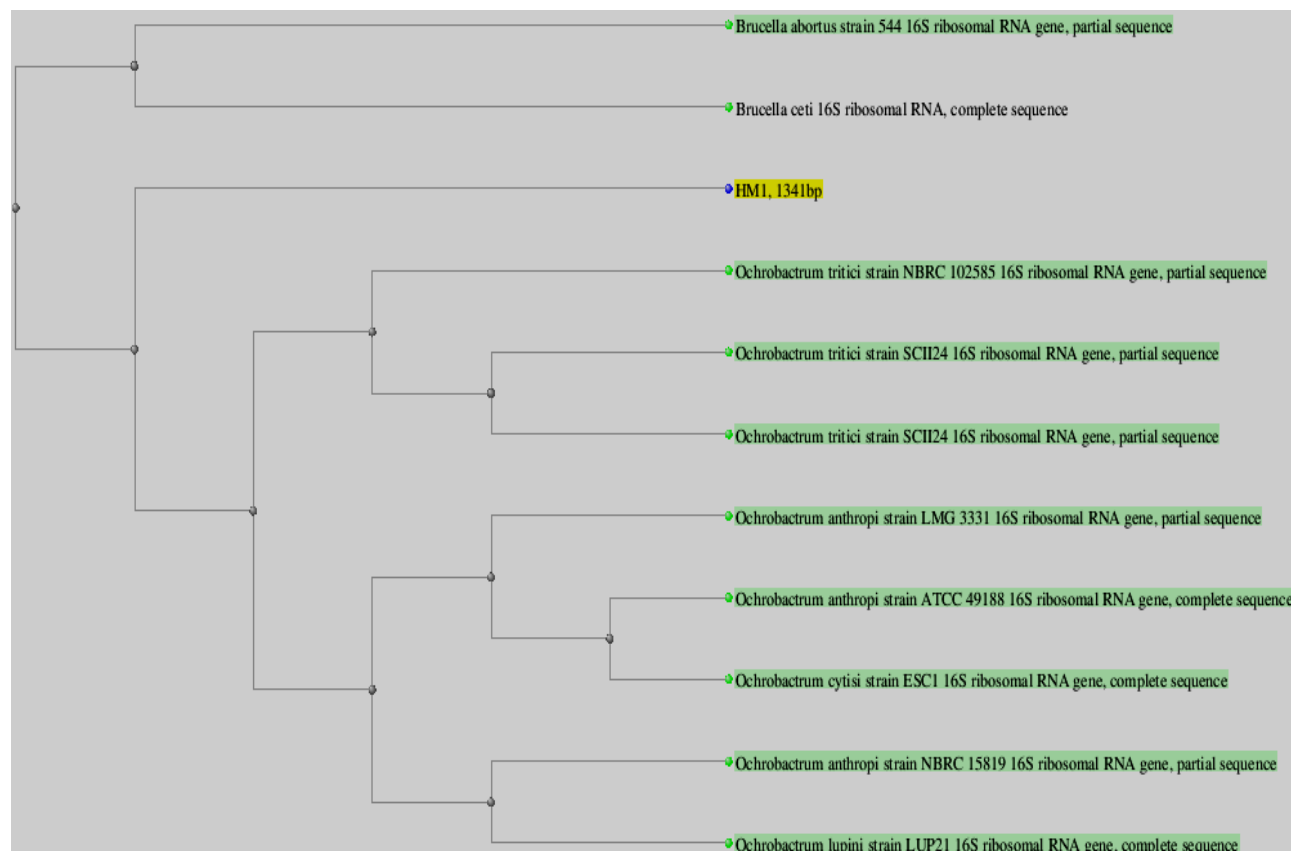 Brucella abortus strain 544 16S ribosomal RNA gene, partial sequence
Brucella ceti 16S ribosomal RNA, complete sequence
HM1, 1341bp
Ochrobactrum tritici strain NBRC 102585 16S ribosomal RNA gene, partial sequence
Ochrobactrum tritici strain SCII24 16S ribosomal RNA gene, partial sequence
Ochrobactrum tritici strain SCII24 16S ribosomal RNA gene, partial sequence
Ochrobactrum anthropi strain LMG 3331 16S ribosomal RNA gene, partial sequence
Ochrobactrum anthropi strain ATCC 49188 16S ribosomal RNA gene, complete sequence
Ochrobactrum cytisi strain ESC1 16S ribosomal RNA gene, complete sequence
Ochrobactrum anthropi strain NBRC 15819 16S ribosomal RNA gene, partial sequence
Ochrobactrum lupini strain LUP21 16S ribosomal RNA gene, complete sequence